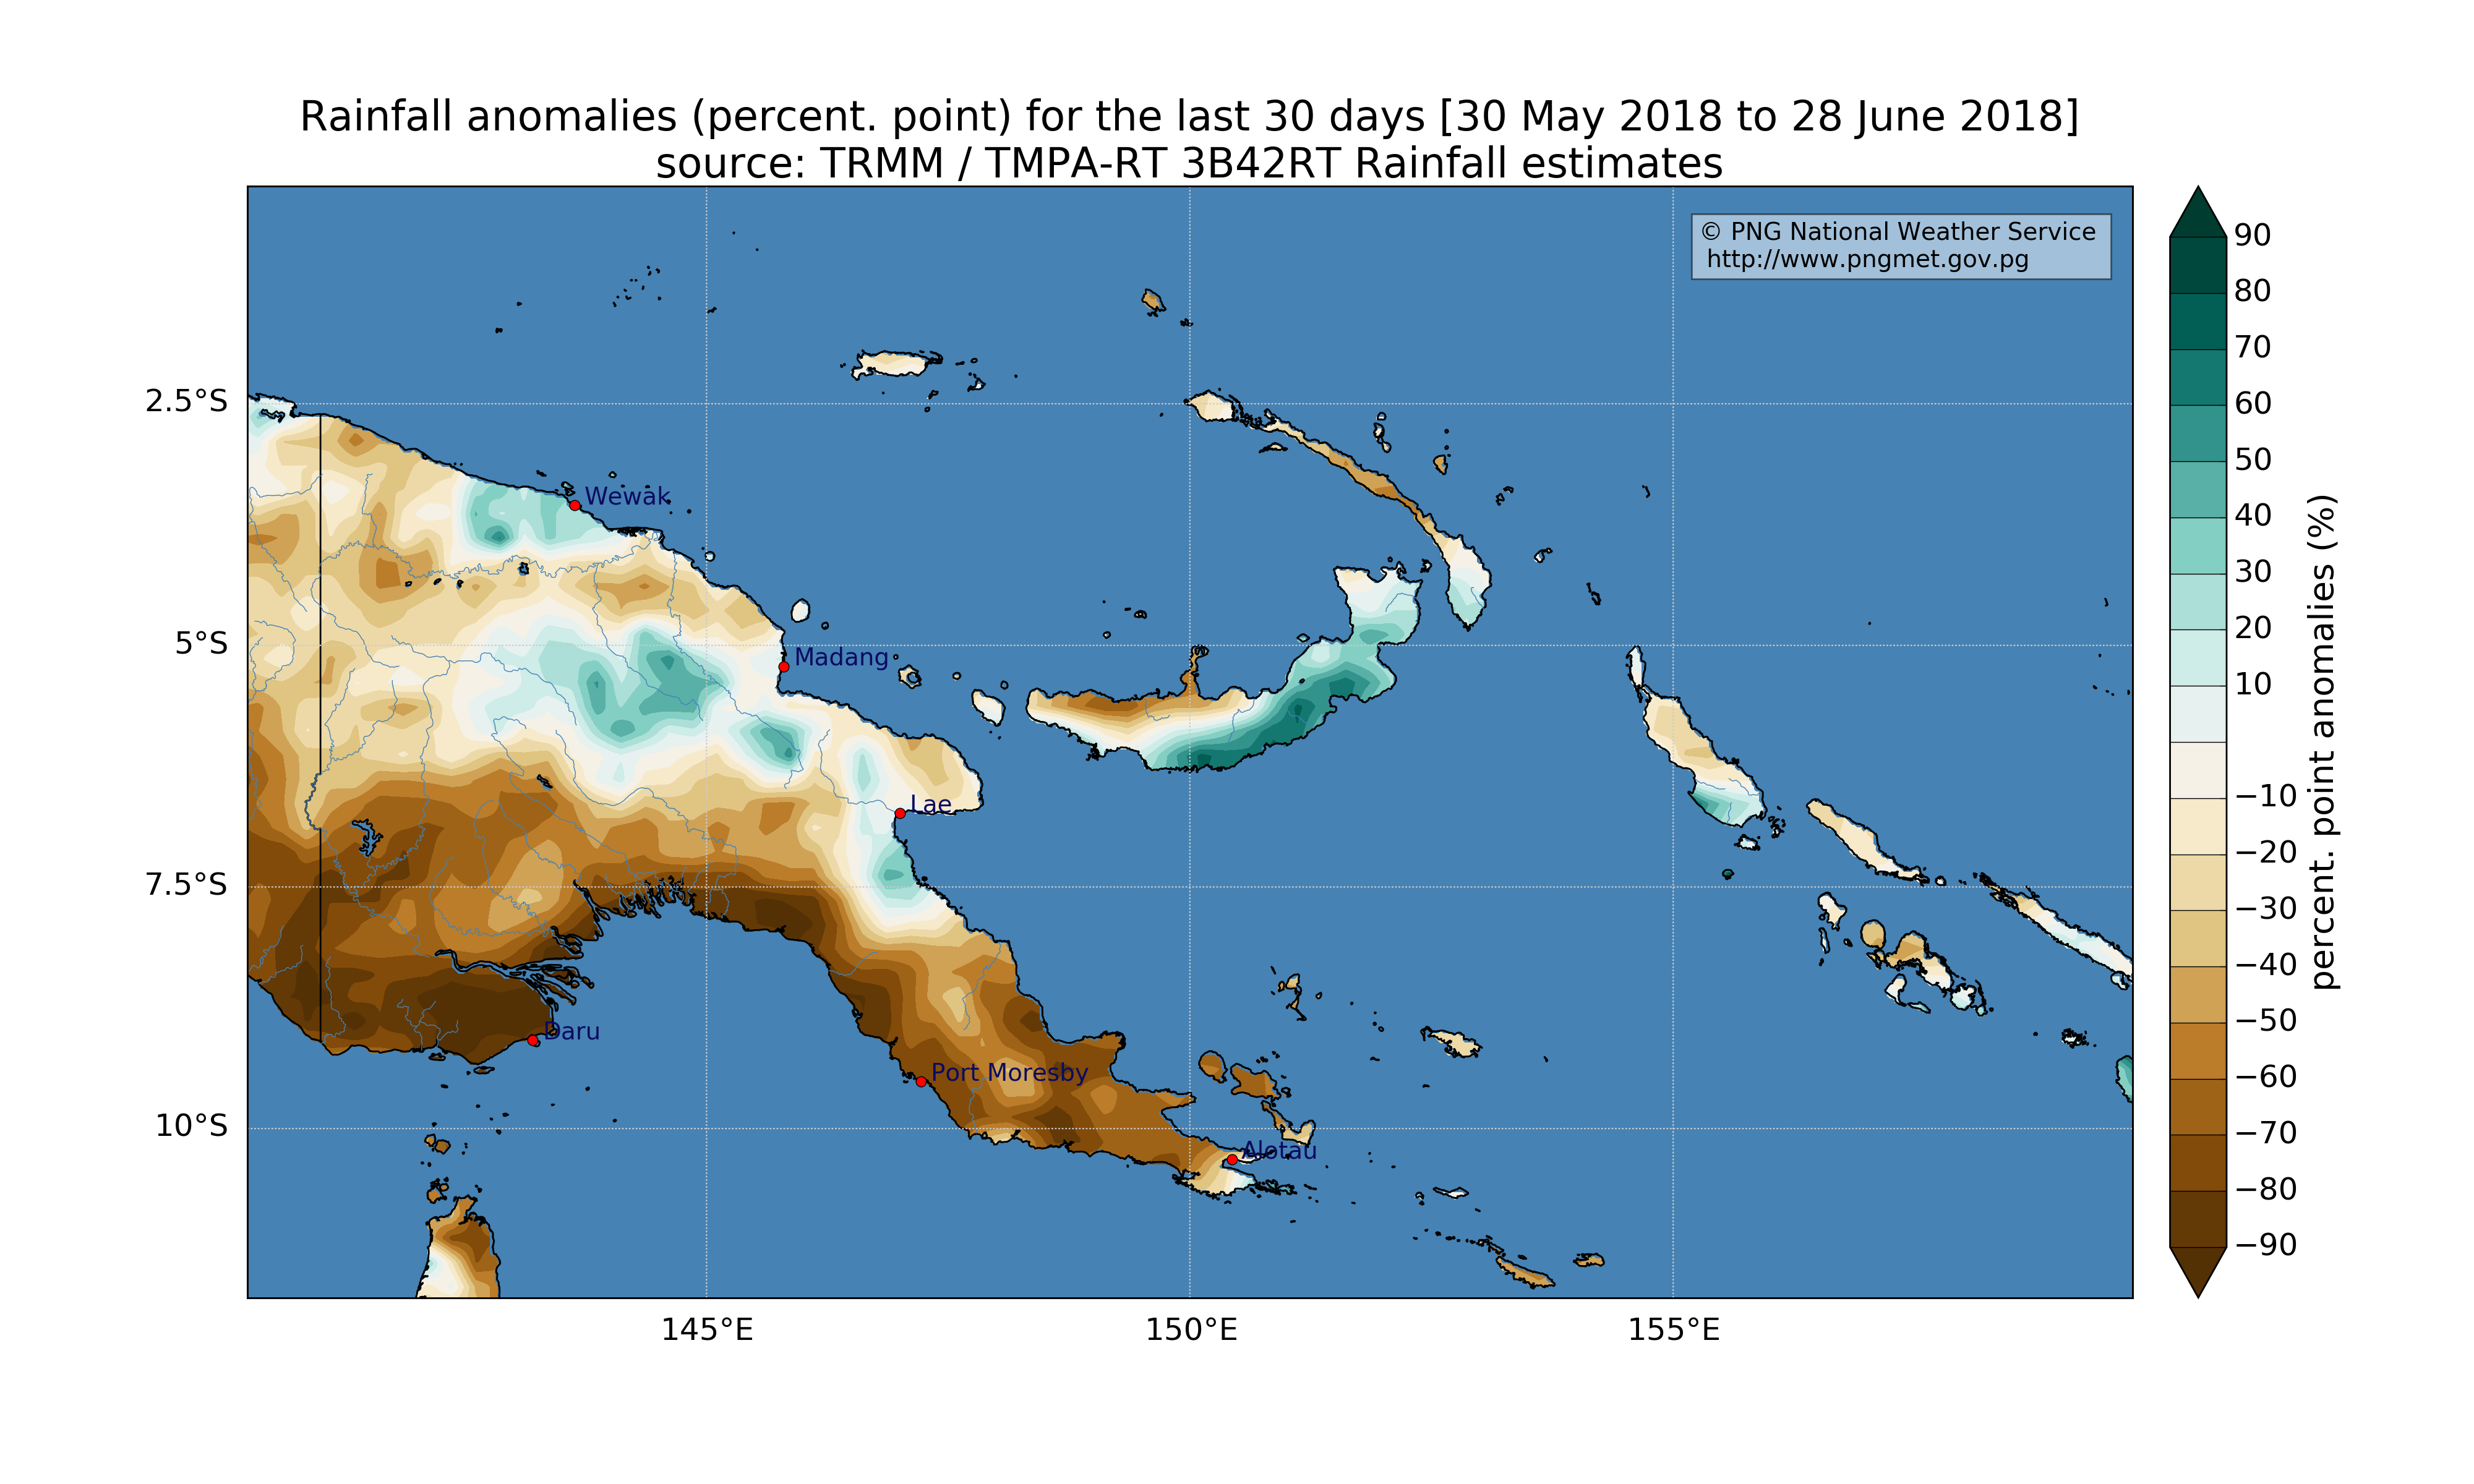 Rainfall anomalies (percent. point) for the last 30 days [30 May 2018 to 28 June 2018]
source: TRMM / TMPA-RT 3B42RT Rainfall estimates
© PNG National Weather Service
http://www.pngmet.gov.pg
2.5°S
5°S
7.5°S
10°S
Wewak
Madang
Lae
Daru
Port Moresby
Alotau
145°E
150°E
155°E
90
80
70
60
50
40
30
20
10
−10
−20
−30
−40
−50
−60
−70
−80
−90
percent. point anomalies (%)